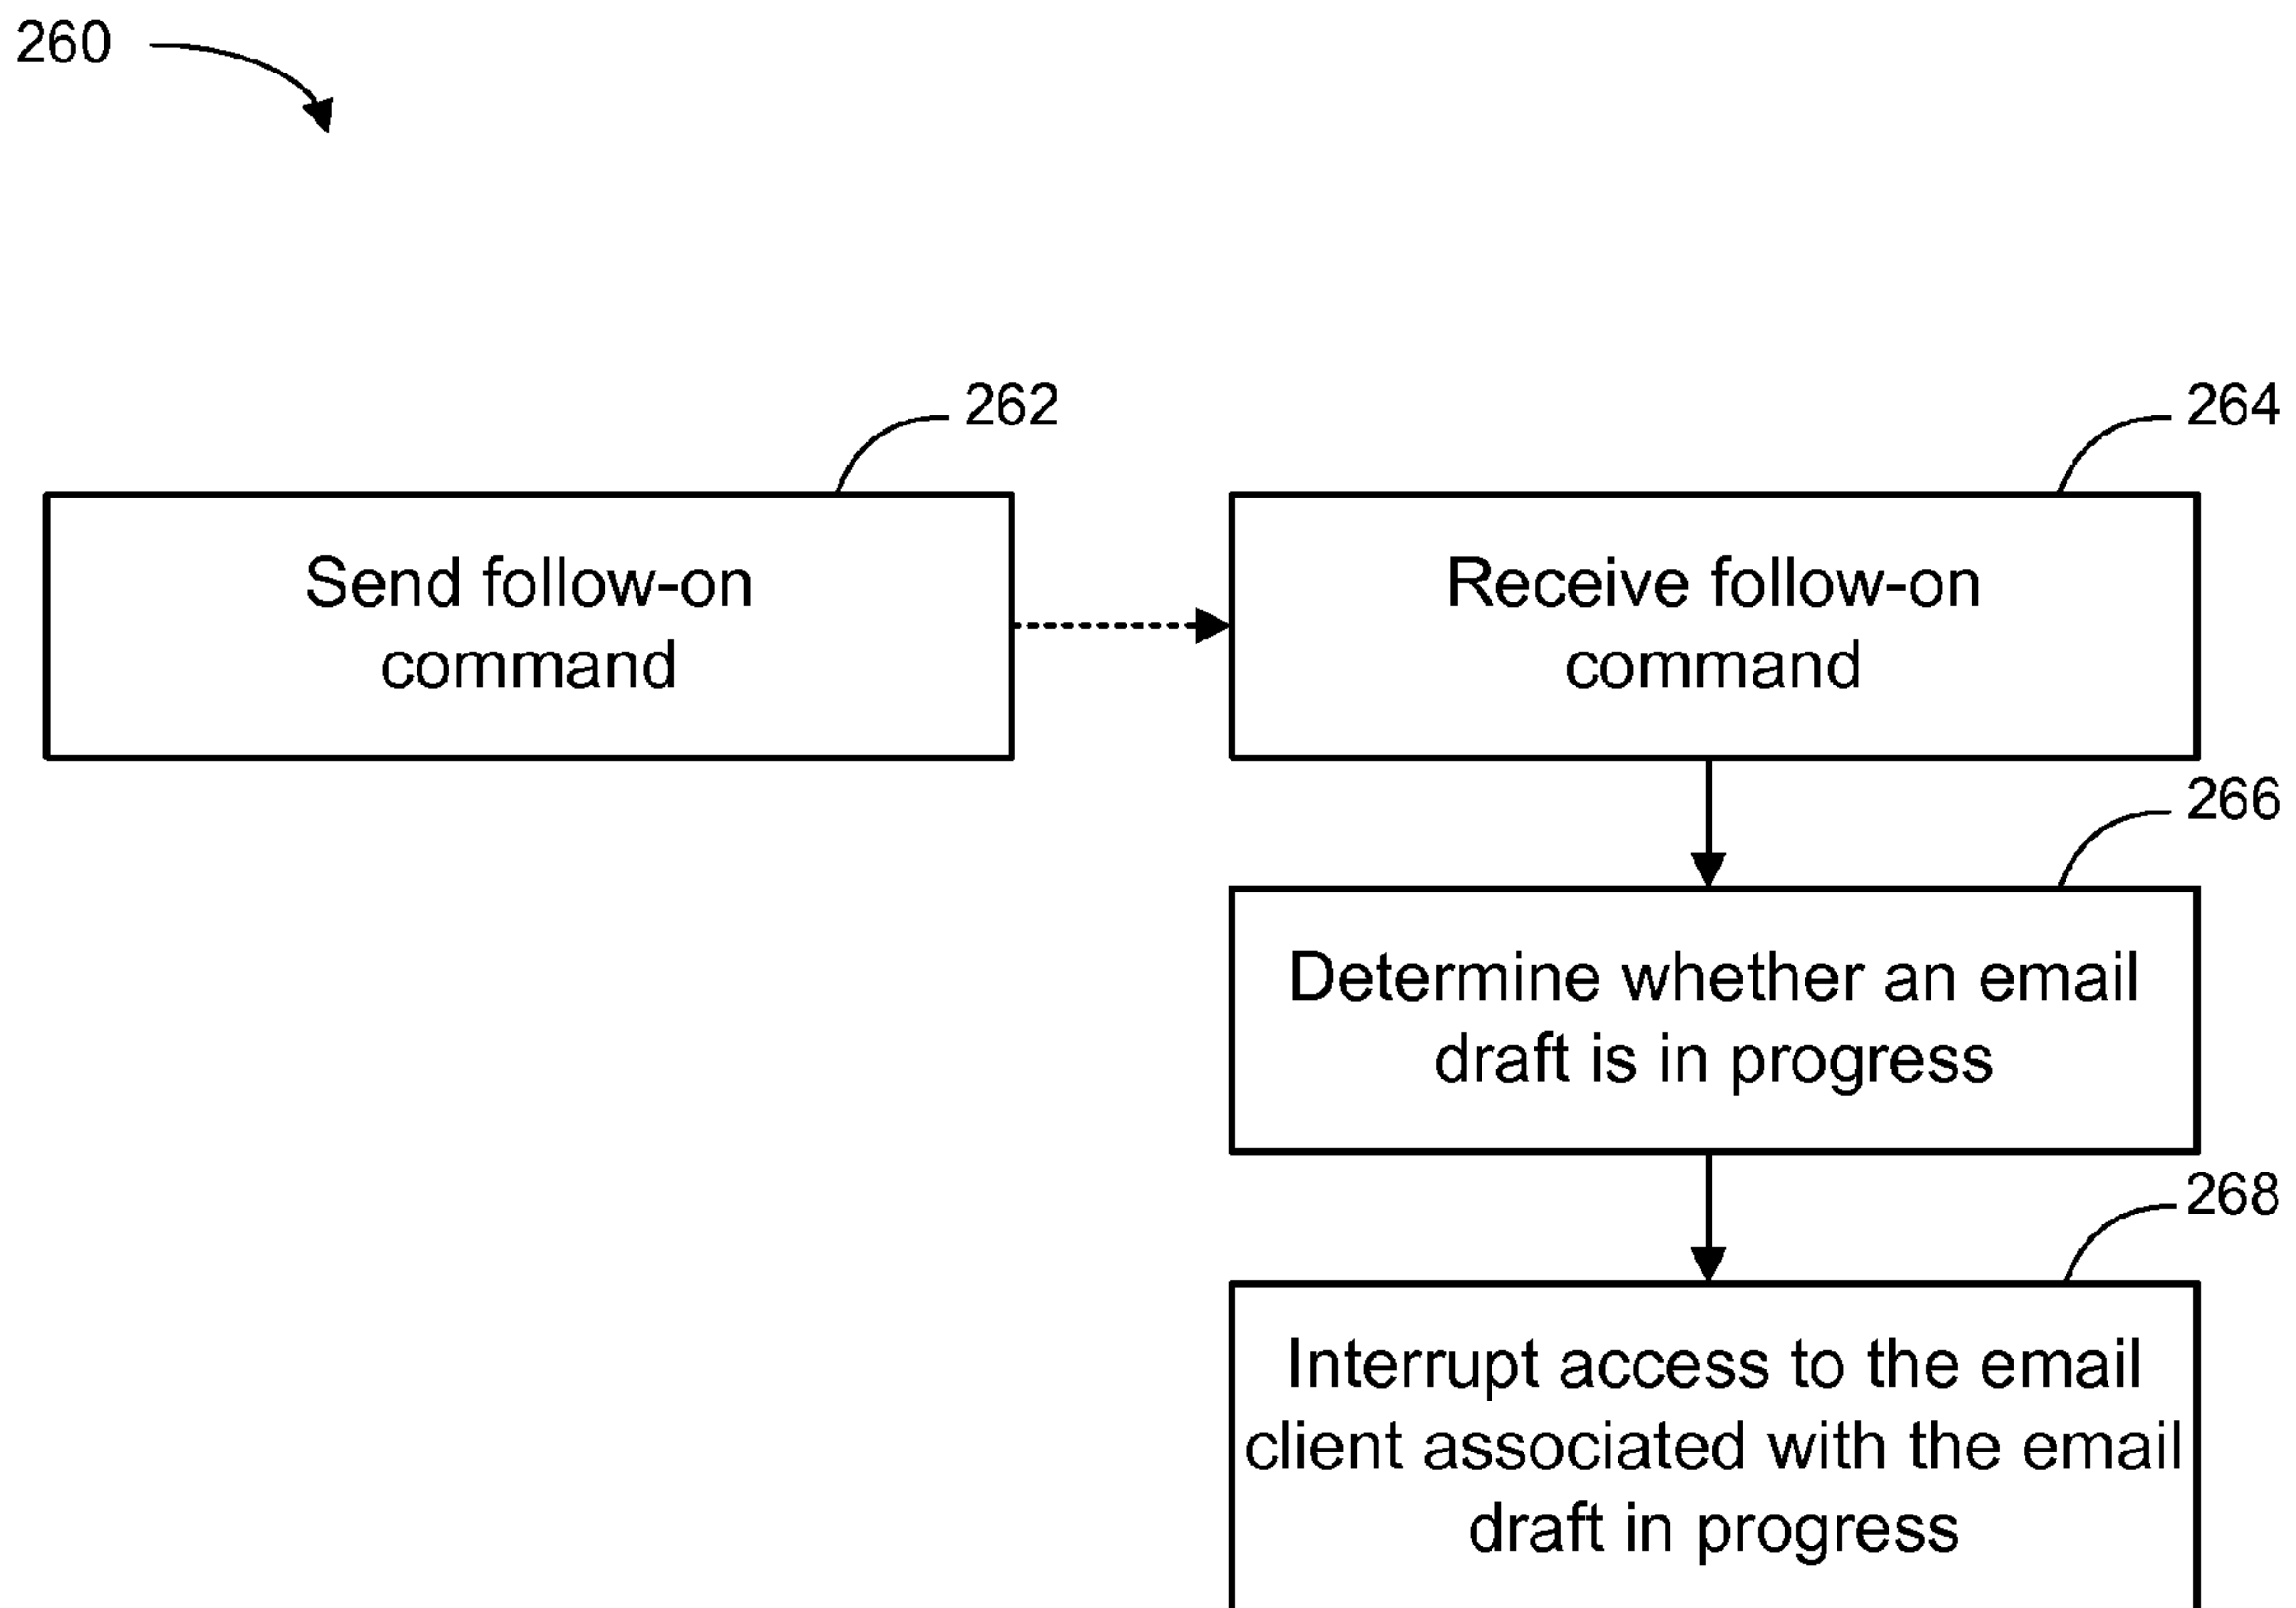 260
262
264
Send follow-on
command
Receive follow-on
command
266
Determine whether an email
draft is in progress
268
Interrupt access to the email
client associated with the email
draft in progress